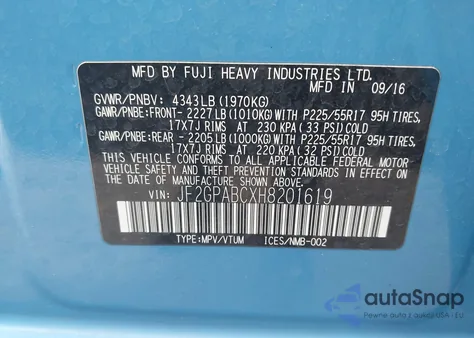 MFD. BY FUJI HEAVY INDUSTRIES LTD.
MFD IN 09/16
GVWR/PNBV: 4343LB (1970KG)
GAWR/PNBE:FRONT- 2227LB (1010KG)WITH P225/55R17 95H TIRES,
17X7J RIMS AT 230 KPA (33 PSI)COLD
GAWR/PNBE:REAR- 2205LB (1000KG)WITH P225/55R17 95H TIRES,
17X7J RIMS AT 220 KPA (32 PSI)COLD
THIS VEHICLE CONFORMS TO ALL APPLICABLE FEDERAL MOTOR
VEHICLE SAFETY AND THEFT PREVENTION STANDARDS IN EFFECT
ON THE DATE OF MANUFACTURE SHOWN ABOVE.
VIN: JF2GPABCXH8201619
TYPE:MPV/VTUM ICES/NMB-002
autoSnap